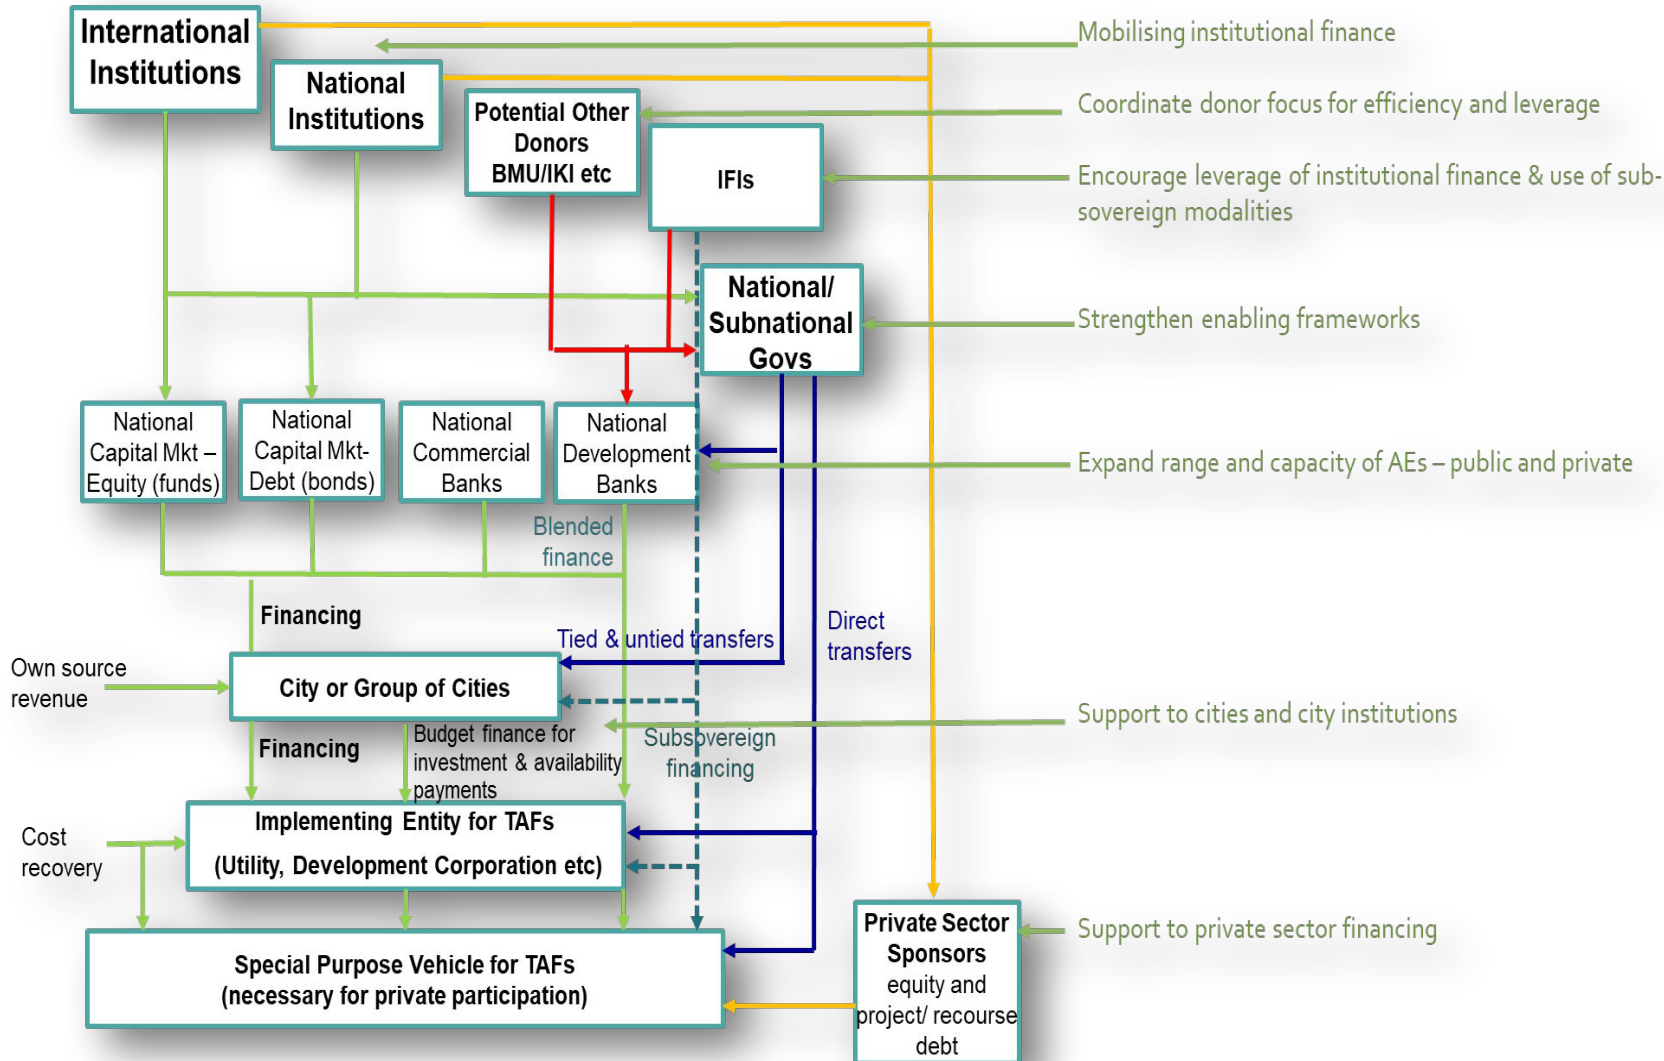 International
Institutions
Mobilising institutional finance
National
Institutions
Potential Other
Donors
BMU/IKI etc
Coordinate donor focus for efficiency and leverage
IFIs
Encourage leverage of institutional finance & use of sub-
sovereign modalities
National/
Subnational
Govs
Strengthen enabling frameworks
National
Capital Mkt –
Equity (funds)
National
Capital Mkt-
Debt (bonds)
National
Commercial
Banks
National
Development
Banks
Expand range and capacity of AEs – public and private
Blended
finance
Financing
Tied & untied transfers
Direct
transfers
Own source
revenue
City or Group of Cities
Support to cities and city institutions
Financing
Budget finance for
investment & availability
payments
Subsovereign
financing
Cost
recovery
Implementing Entity for TAFs
(Utility, Development Corporation etc)
Special Purpose Vehicle for TAFs
(necessary for private participation)
Private Sector
Sponsors
equity and
project/ recourse
debt
Support to private sector financing